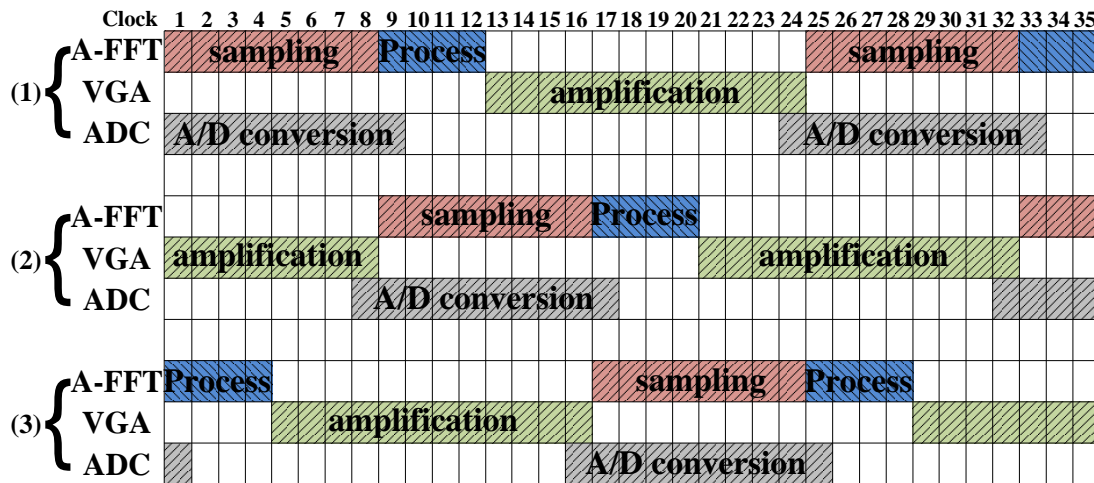 Clock 1 2 3 4 5 6 7 8 9 10 11 12 13 14 15 16 17 18 19 20 21 22 23 24 25 26 27 28 29 30 31 32 33 34 35
(1)
A-FFT sampling Process sampling
VGA amplification
ADC A/D conversion A/D conversion
(2)
A-FFT sampling Process
VGA amplification amplification
ADC A/D conversion
(3)
A-FFT Process sampling Process
VGA amplification
ADC A/D conversion